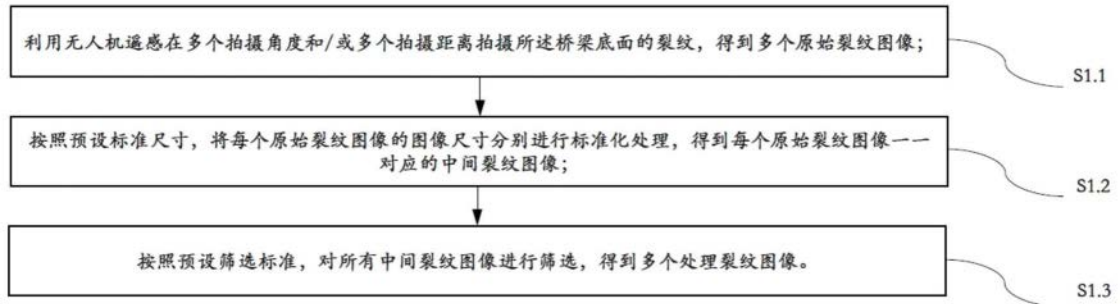 利用无人机遥感在多个拍摄角度和/或多个拍摄距离拍摄所述桥梁底面的裂纹，得到多个原始裂纹图像；
S1.1
按照预设标准尺寸，将每个原始裂纹图像的图像尺寸分别进行标准化处理，得到每个原始裂纹图像一一
对应的中间裂纹图像；
S1.2
按照预设筛选标准，对所有中间裂纹图像进行筛选，得到多个处理裂纹图像。
S1.3